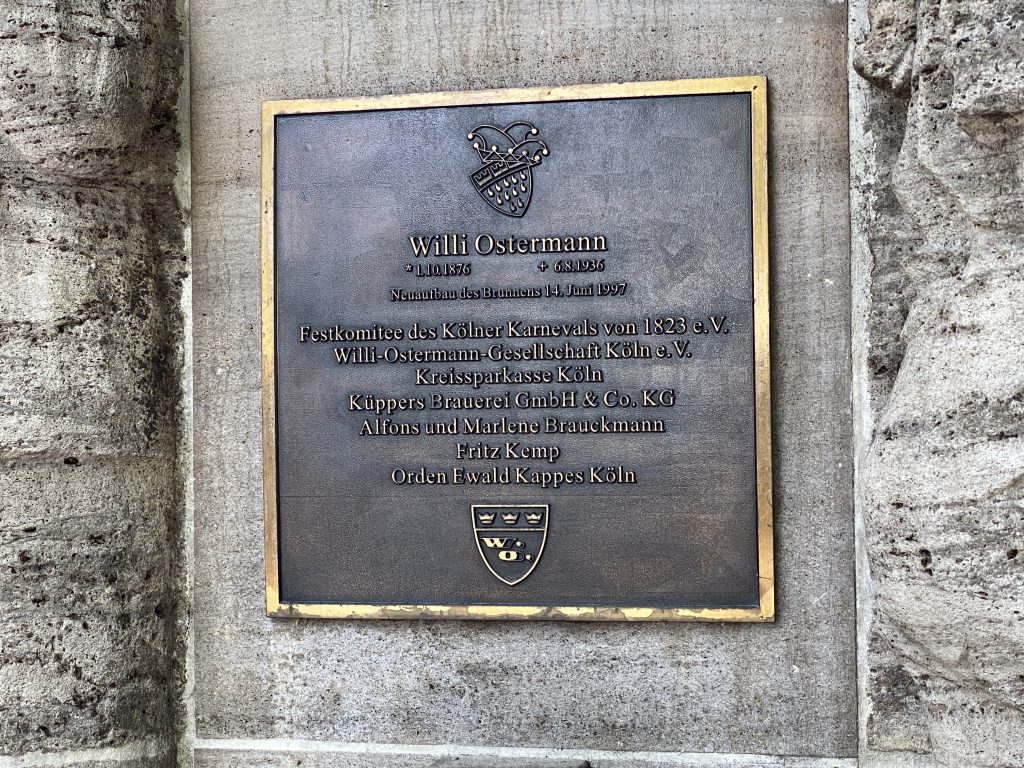 Willi Ostermann
* 1.10.1876 + 6.8.1936
Neuaufbau des Brunnens 14. Juni 1997
Festkomitee des Kölner Karnevals von 1823 e.V.
Willi-Ostermann-Gesellschaft Köln e.V.
Kreissparkasse Köln
Küppers Brauerei GmbH & Co. KG
Alfons und Marlene Brauckmann
Fritz Kemp
Orden Ewald Kappes Köln
W.
O.